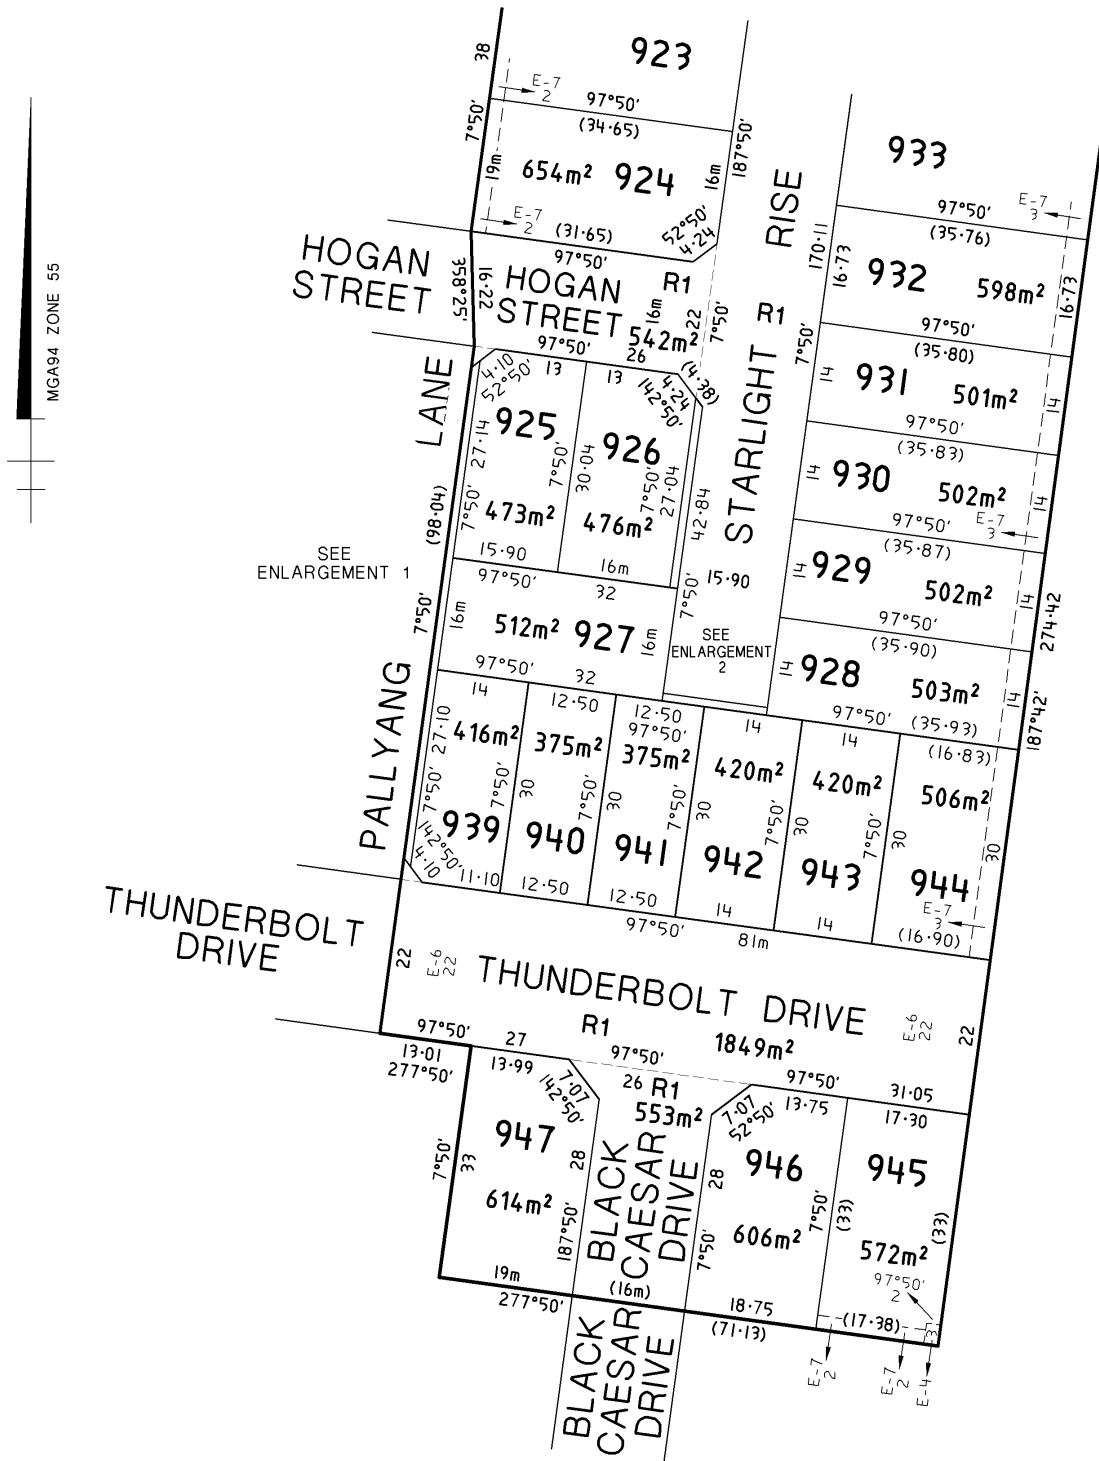 923
38
E-7
2
97°50'
(34·65)
7°50'
187°50'
19m
654m² 924
16m
E-7
2
(31·65)
97°50'
52°50'
4·24
933
97°50'
E-7
3
(35·76)
170·11
16·73
932
598m²
16·73
97°50'
HOGAN
STREET
358°25'
16·22
HOGAN
STREET
R1
16m
542m²
22
7°50'
RISE
R1
STARLIGHT
7°50'
MGA94 ZONE 55
97°50'
26
4·10
52°50'
13
13
4·24
142°50'
(4·38)
(35·80)
14
931
501m²
14
97°50'
LANE
925
27·14
7°50'
926
30·04
7°50'
27·04
42·84
7°50'
473m²
476m²
(35·83)
14
930
502m²
14
97°50'
E-7
3
(98·04)
7°50'
15·90
16m
15·90
SEE
ENLARGEMENT 1
97°50'
32
7°50'
16m
512m² 927
16m
SEE
ENLARGEMENT
2
(35·87)
14
929
502m²
14
274·42
97°50'
(35·90)
14
928
503m²
14
187°42'
97°50'
(35·93)
PALLYANG
97°50'
32
14
12·50
12·50
97°50'
14
14
(16·83)
27·10
7°50'
416m²
375m²
375m²
420m²
420m²
506m²
7°50'
30
7°50'
30
7°50'
30
7°50'
30
7°50'
30
30
939
940
941
942
943
944
142°50'
4·10
11·10
12·50
12·50
14
14
(16·90)
E-7
3
97°50'
81m
THUNDERBOLT
DRIVE
22
E-6
22
THUNDERBOLT DRIVE
R1
1849m²
E-6
22
22
97°50'
13·01
277°50'
27
13·99
97°50'
26
97°50'
31·05
7·07
142°50'
R1
553m²
7·07
52°50'
13·75
17·30
947
614m²
7°50'
33
28
187°50'
BLACK
CAESAR
DRIVE
28
7°50'
946
606m²
7°50'
(33)
945
572m²
(33)
97°50'
2
19m
277°50'
(16m)
18·75
(71·13)
(17·38)
3
E-7
2
E-7
2
E-4
BLACK
CAESAR
DRIVE